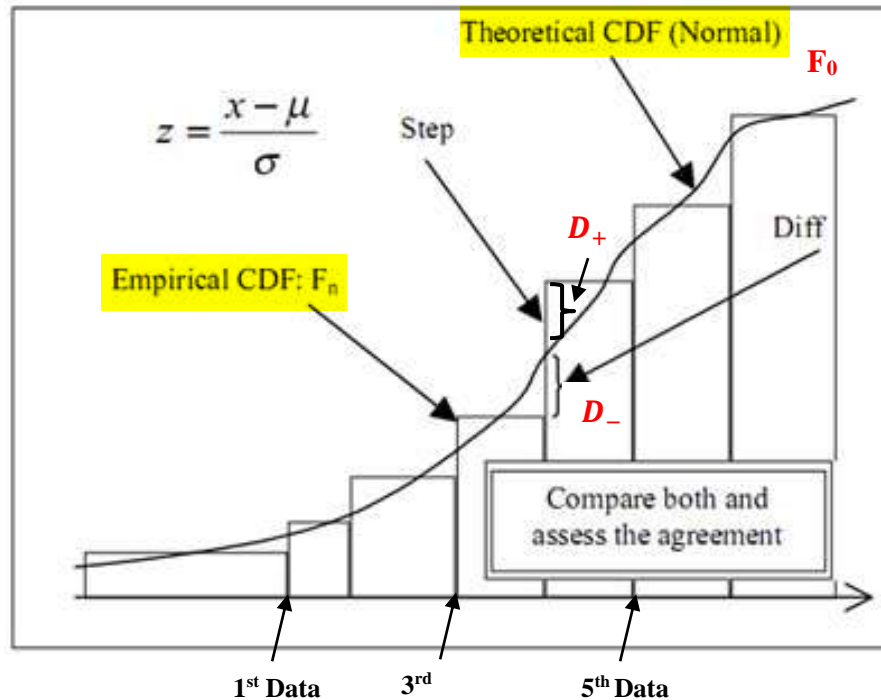 Theoretical CDF (Normal)
F₀
z = (x − μ) / σ
Step
D₊
Diff
Empirical CDF: Fₙ
D₋
Compare both and
assess the agreement
1ˢᵗ Data
3ʳᵈ
5ᵗʰ Data